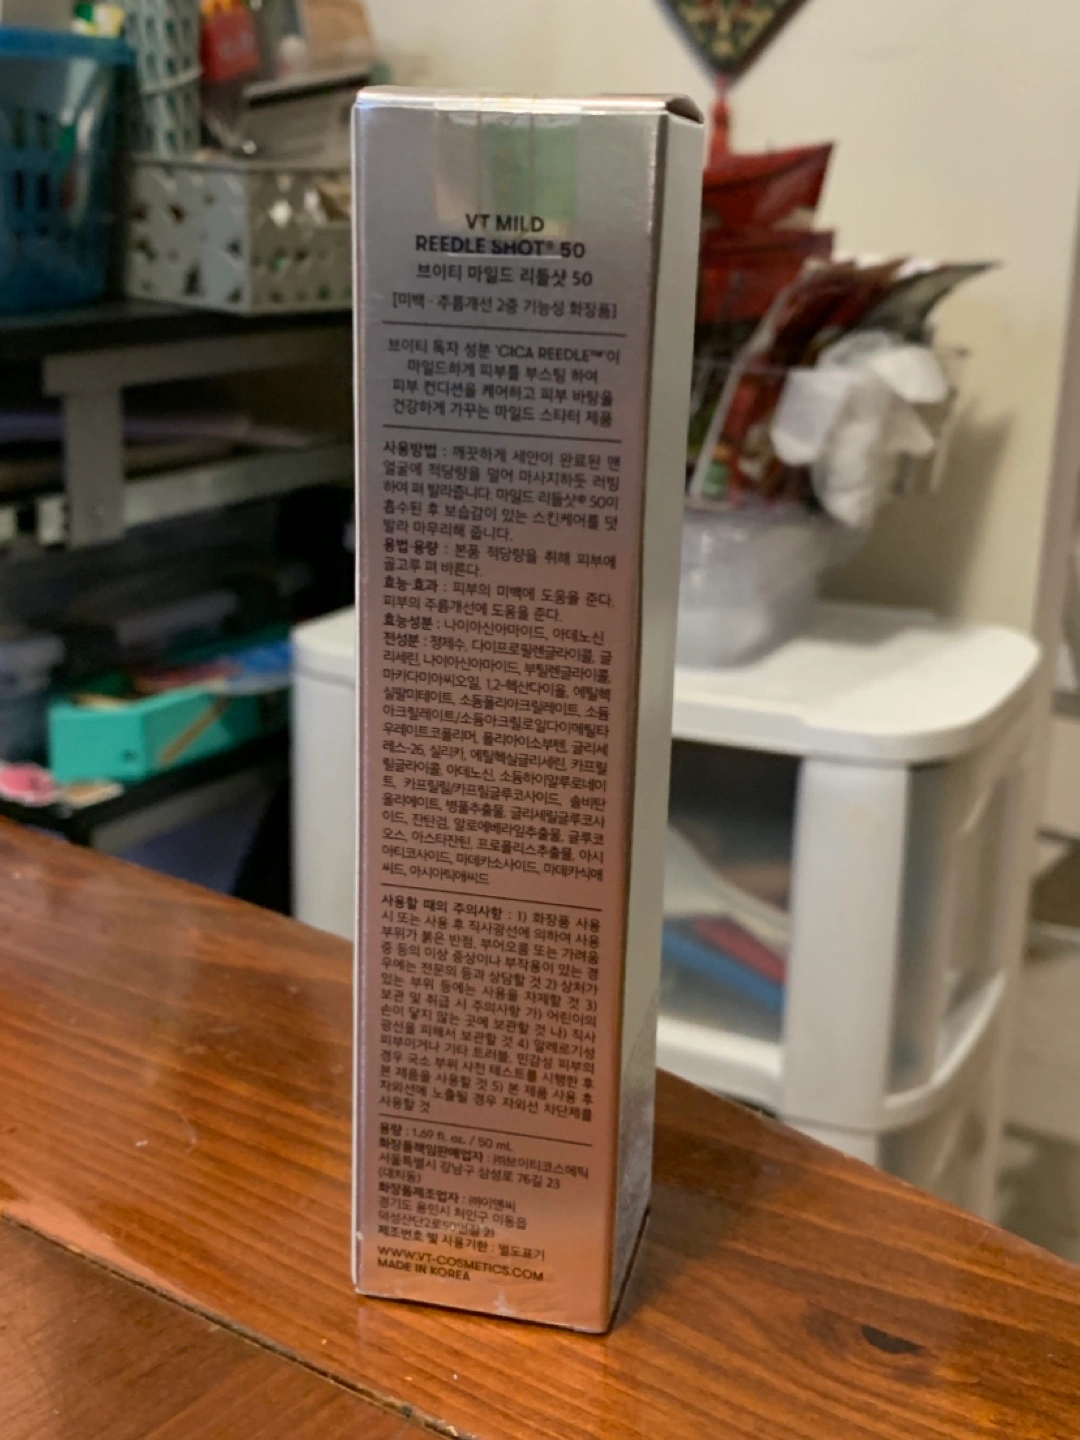 VT MILD
REEDLE SHOT® 50
브이티 마일드 리들샷 50
[미백 · 주름개선 2중 기능성 화장품]
브이티 독자 성분 'CICA REEDLE™'이
마일드하게 피부를 부스팅 하여
피부 컨디션을 케어하고 피부 바탕을
건강하게 가꾸는 마일드 스타터 제품
사용방법 : 깨끗하게 세안이 완료된 맨
얼굴에 적당량을 덜어 마사지하듯 러빙
하여 펴 발라줍니다. 마일드 리들샷® 50이
흡수된 후 보습감이 있는 스킨케어를 덧
발라 마무리해 줍니다.
용법·용량 : 본품 적당량을 취해 피부에
골고루 펴 바른다.
효능·효과 : 피부의 미백에 도움을 준다.
피부의 주름개선에 도움을 준다.
효능성분 : 나이아신아마이드, 아데노신
전성분 : 정제수, 다이프로필렌글라이콜, 글
리세린, 나이아신아마이드, 부틸렌글라이콜,
마카다미아씨오일, 1,2-헥산다이올, 에틸헥
실팔미테이트, 소듐폴리아크릴레이트, 소듐
아크릴레이트/소듐아크릴로일다이메틸타
우레이트코폴리머, 폴리아이소부텐, 글리세
레스-26, 실리카, 에틸헥실글리세린, 카프릴
릴글라이콜, 아데노신, 소듐하이알루로네이
트, 카프릴릴/카프릴글루코사이드, 솔비탄
올리에이트, 병풀추출물, 글리세릴글루코사
이드, 잔탄검, 알로에베라잎추출물, 글루코
오스, 아스타잔틴, 프로폴리스추출물, 아시
아티코사이드, 마데카소사이드, 마데카식애
씨드, 아시아틱애씨드
사용할 때의 주의사항 : 1) 화장품 사용
시 또는 사용 후 직사광선에 의하여 사용
부위가 붉은 반점, 부어오름 또는 가려움
증 등의 이상 증상이나 부작용이 있는 경
우에는 전문의 등과 상담할 것 2) 상처가
있는 부위 등에는 사용을 자제할 것 3)
보관 및 취급 시 주의사항 가) 어린이의
손이 닿지 않는 곳에 보관할 것 나) 직사
광선을 피해서 보관할 것 4) 알레르기성
피부이거나 기타 트러블, 민감성 피부의
경우 국소 부위 사전 테스트를 시행한 후
본 제품을 사용할 것 5) 본 제품 사용 후
자외선에 노출될 경우 자외선 차단제를
사용할 것
용량 : 1.69 fl. oz. / 50 mL
화장품책임판매업자 : ㈜브이티코스메틱
서울특별시 강남구 삼성로 76길 23
(대치동)
화장품제조업자 : ㈜이앤씨
경기도 용인시 처인구 이동읍
덕성산단2로50번길 21
제조번호 및 사용기한 : 별도표기
WWW.VT-COSMETICS.COM
MADE IN KOREA